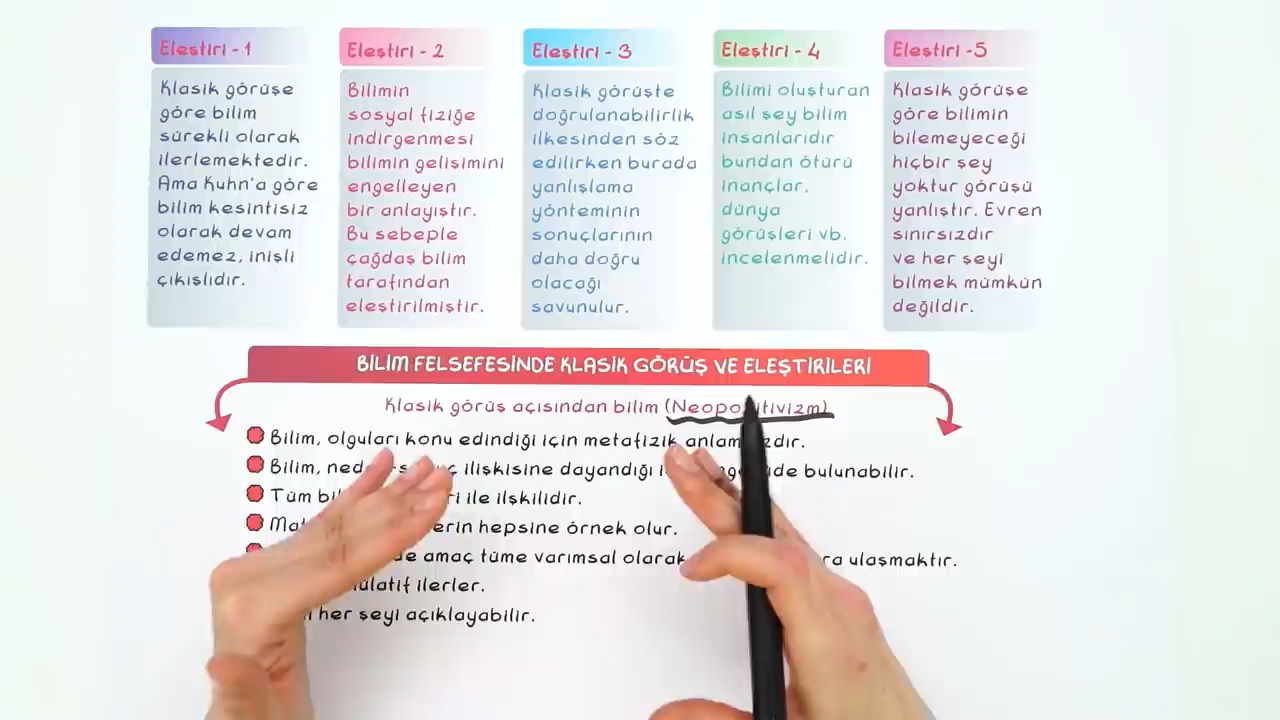 Eleştiri - 1
Klasik görüşe
göre bilim
sürekli olarak
ilerlemektedir.
Ama Kuhn'a göre
bilim kesintisiz
olarak devam
edemez, inişli
çıkışlıdır.
Eleştiri - 2
Bilimin
sosyal fiziğe
indirgenmesi
bilimin gelişimini
engelleyen
bir anlayıştır.
Bu sebeple
çağdaş bilim
tarafından
eleştirilmiştir.
Eleştiri - 3
Klasik görüşte
doğrulanabilirlik
ilkesinden söz
edilirken burada
yanlışlama
yönteminin
sonuçlarının
daha doğru
olacağı
savunulur.
Eleştiri - 4
Bilimi oluşturan
asıl şey bilim
insanlarıdır
bundan ötürü
inançlar,
dünya
görüşleri vb.
incelenmelidir.
Eleştiri -5
Klasik görüşe
göre bilimin
bilemeyeceği
hiçbir şey
yoktur görüşü
yanlıştır. Evren
sınırsızdır
ve her şeyi
bilmek mümkün
değildir.
BİLİM FELSEFESİNDE KLASİK GÖRÜŞ VE ELEŞTİRİLERİ
Klasik görüş açısından bilim (Neopozitivizm)
Bilim, olguları konu edindiği için metafizik anlamsızdır.
Bilim, ilişkisine dayandığı bulunabilir.
Tüm ile ilşkilidir.
hepsine örnek olur.
amaç tüme varımsal olarak ulaşmaktır.
ilerler.
her şeyi açıklayabilir.